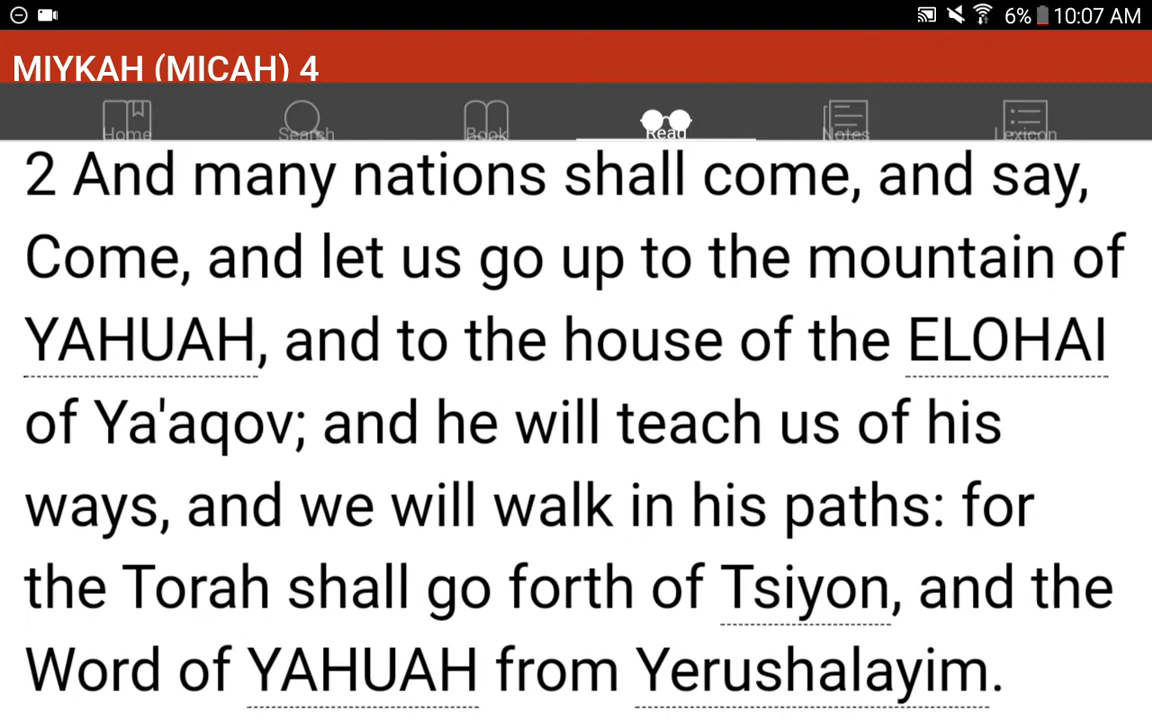 6% 10:07 AM
MIYKAH (MICAH) 4
Home Search Book Read Notes Lexicon
2 And many nations shall come, and say,
Come, and let us go up to the mountain of
YAHUAH, and to the house of the ELOHAI
of Ya'aqov; and he will teach us of his
ways, and we will walk in his paths: for
the Torah shall go forth of Tsiyon, and the
Word of YAHUAH from Yerushalayim.